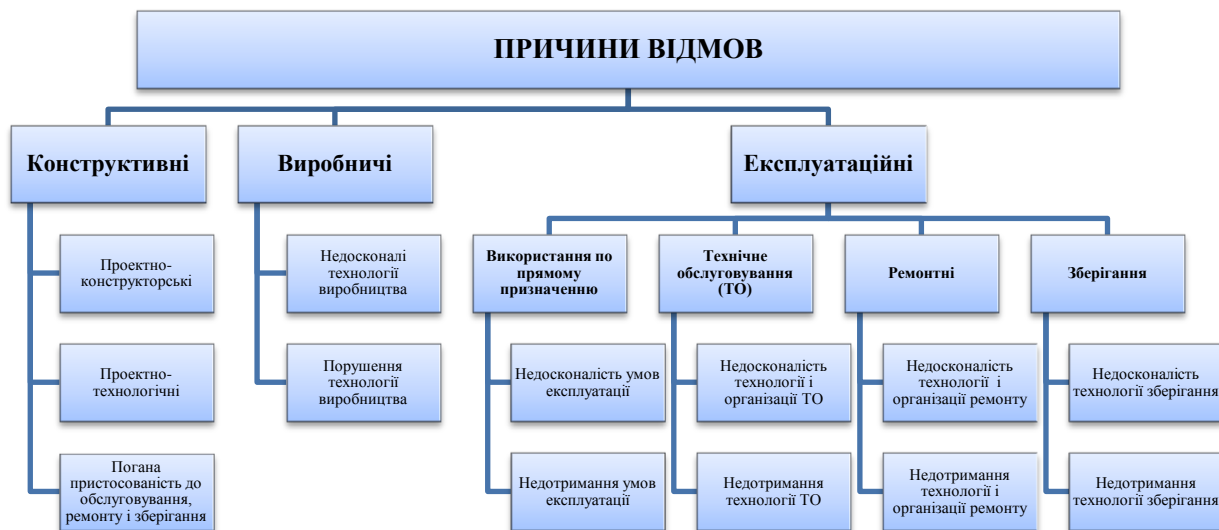 ПРИЧИНИ ВІДМОВ
Конструктивні
Виробничі
Експлуатаційні
Проектно-
конструкторські
Проектно-
технологічні
Погана
пристосованість до
обслуговування,
ремонту і зберігання
Недосконалі
технології
виробництва
Порушення
технології
виробництва
Використання по
прямому
призначенню
Технічне
обслуговування
(ТО)
Ремонтні
Зберігання
Недосконалість умов
експлуатації
Недотримання умов
експлуатації
Недосконалість
технології і
організації ТО
Недотримання
технології ТО
Недосконалість
технології і
організації ремонту
Недотримання
технології і
організації ремонту
Недосконалість
технології зберігання
Недотримання
технології зберігання